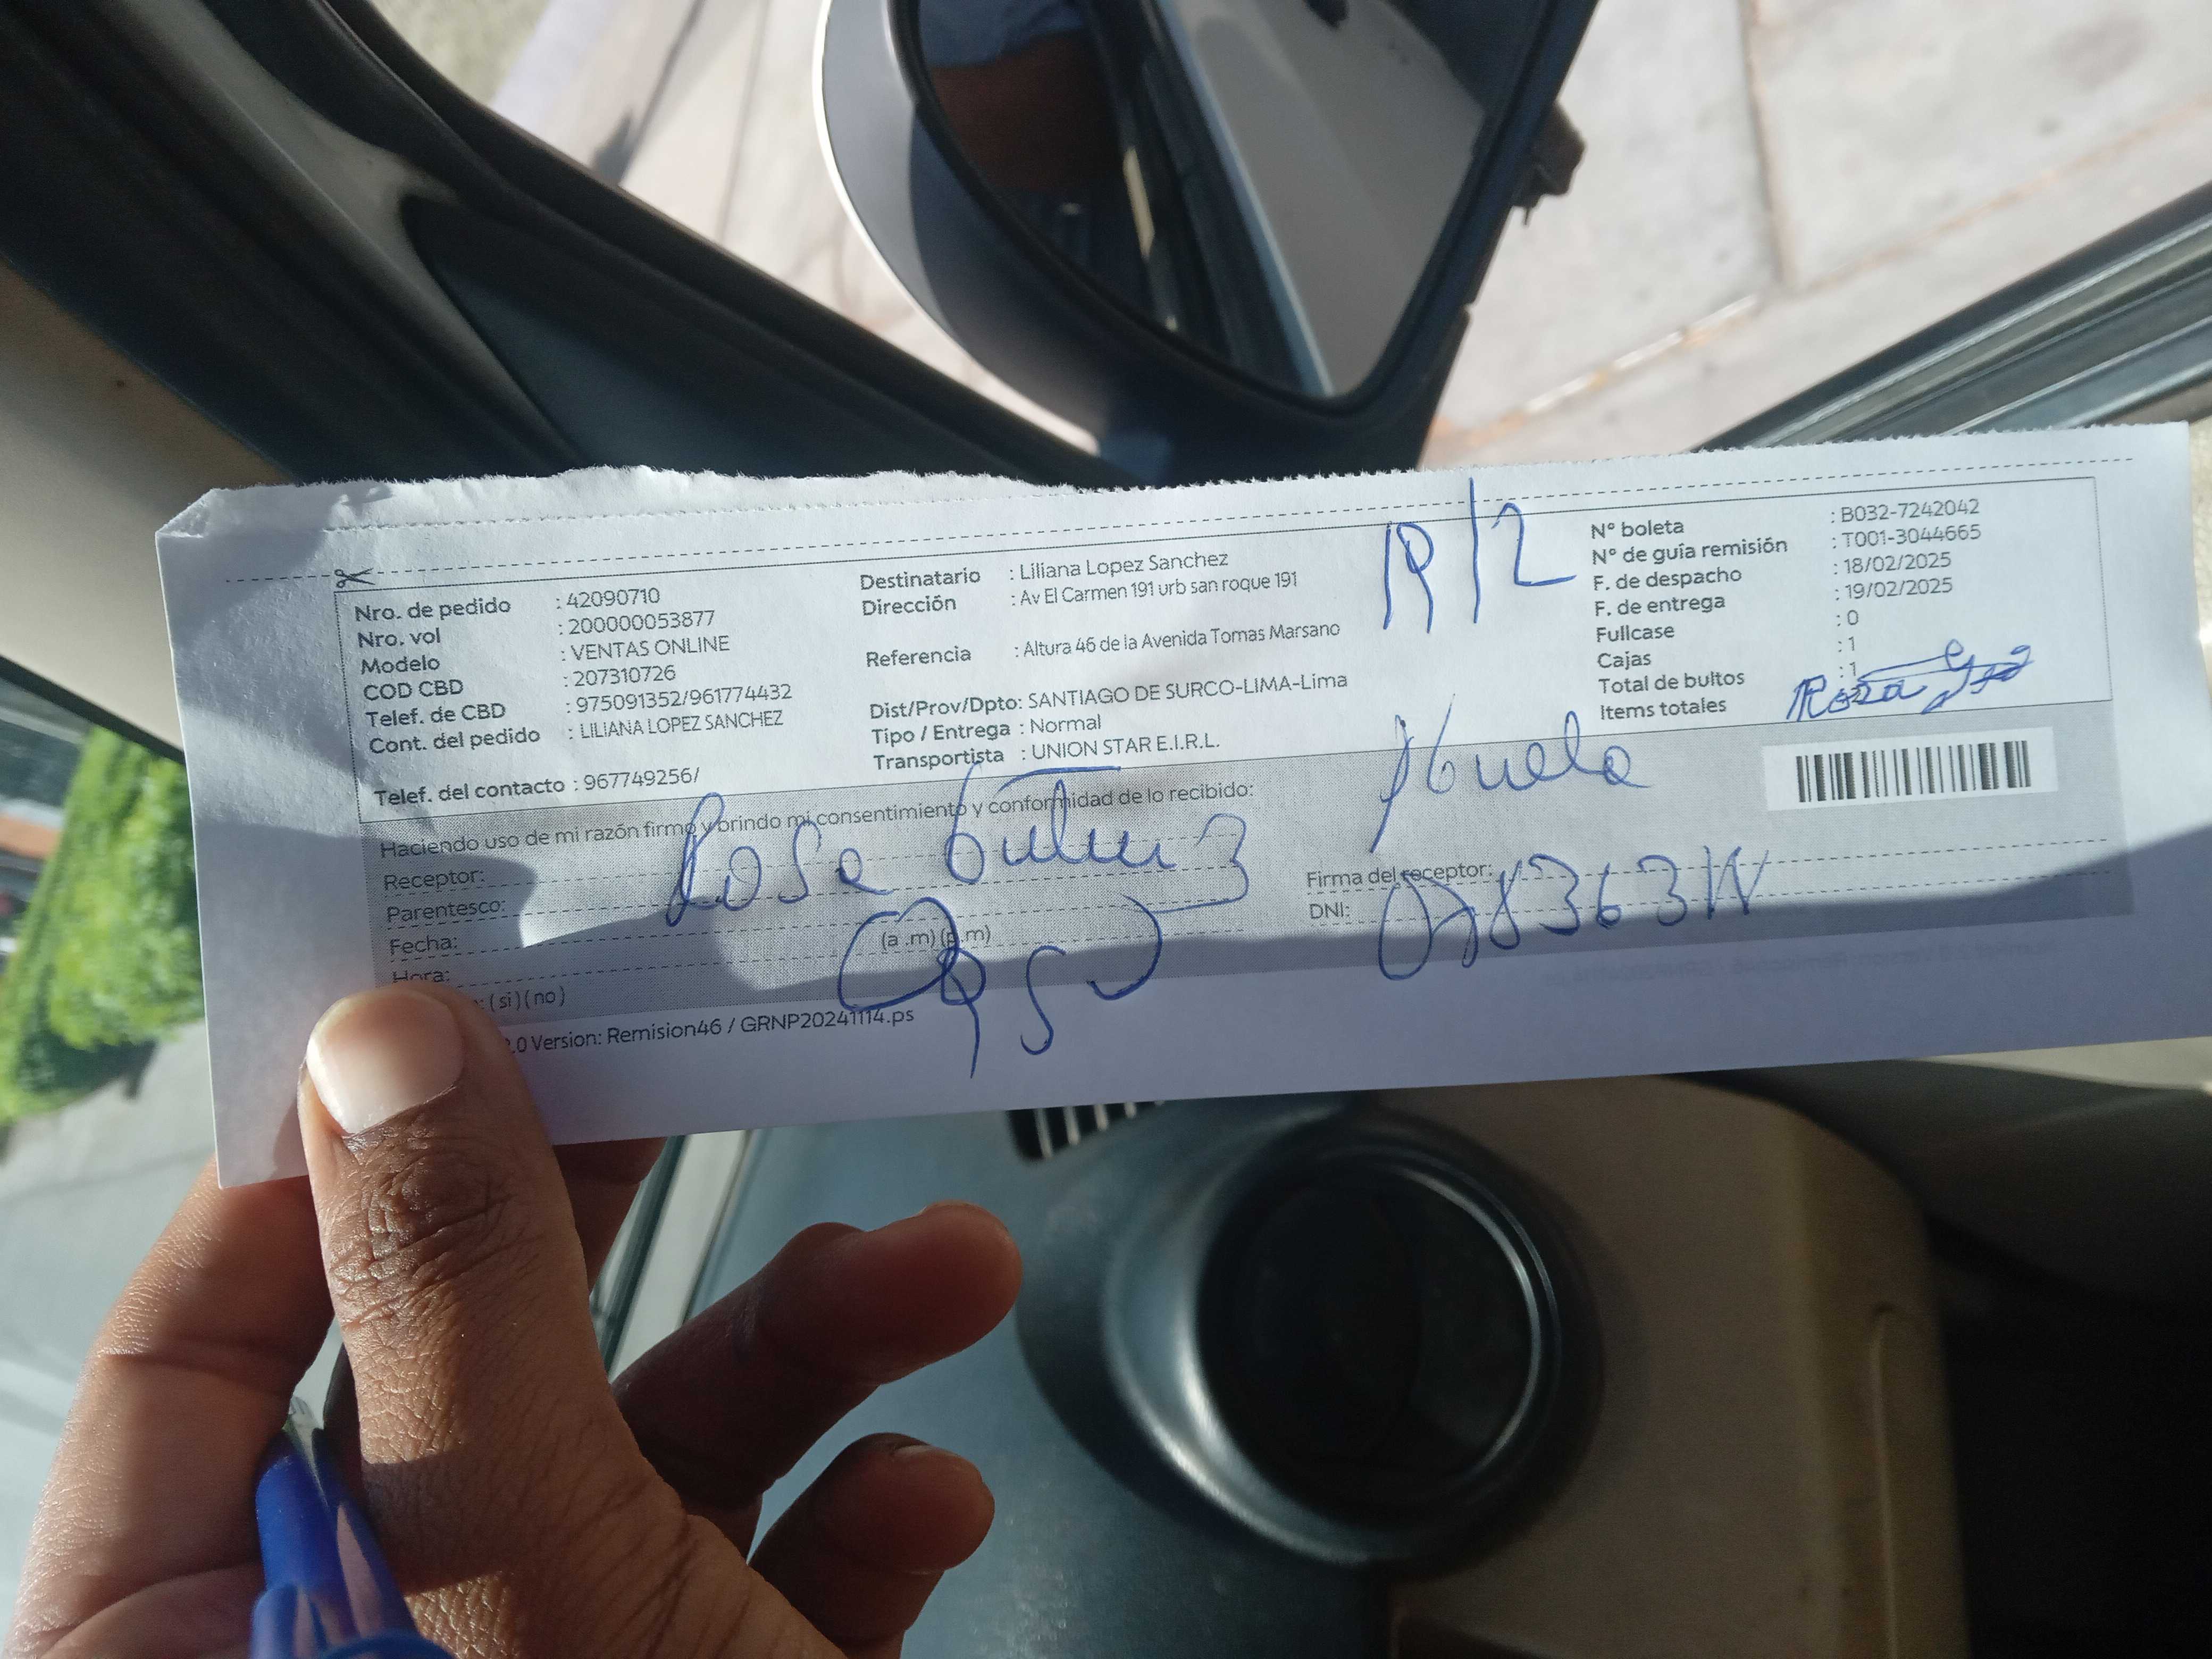 Nro. de pedido : 42090710
Nro. vol : 200000053877
Modelo : VENTAS ONLINE
COD CBD : 207310726
Telef. de CBD : 975091352/961774432
Cont. del pedido : LILIANA LOPEZ SANCHEZ
Telef. del contacto : 967749256/
Destinatario : Liliana Lopez Sanchez
Dirección : Av El Carmen 191 urb san roque 191
Referencia : Altura 46 de la Avenida Tomas Marsano
Dist/Prov/Dpto: SANTIAGO DE SURCO-LIMA-Lima
Tipo / Entrega : Normal
Transportista : UNION STAR E.I.R.L.
19/2
N° boleta : B032-7242042
N° de guía remisión : T001-3044665
F. de despacho : 18/02/2025
F. de entrega : 19/02/2025
Fullcase : 0
Cajas : 1
Total de bultos : 1
Items totales
Rosa
Haciendo uso de mi razón firmo y brindo mi consentimiento y conformidad de lo recibido:
Receptor:
Rosa
Parentesco:
Fecha:
Hora: (a .m) (p.m)
: ( si ) ( no )
Firma del receptor:
DNI:
.0 Version: Remision46 / GRNP20241114.ps